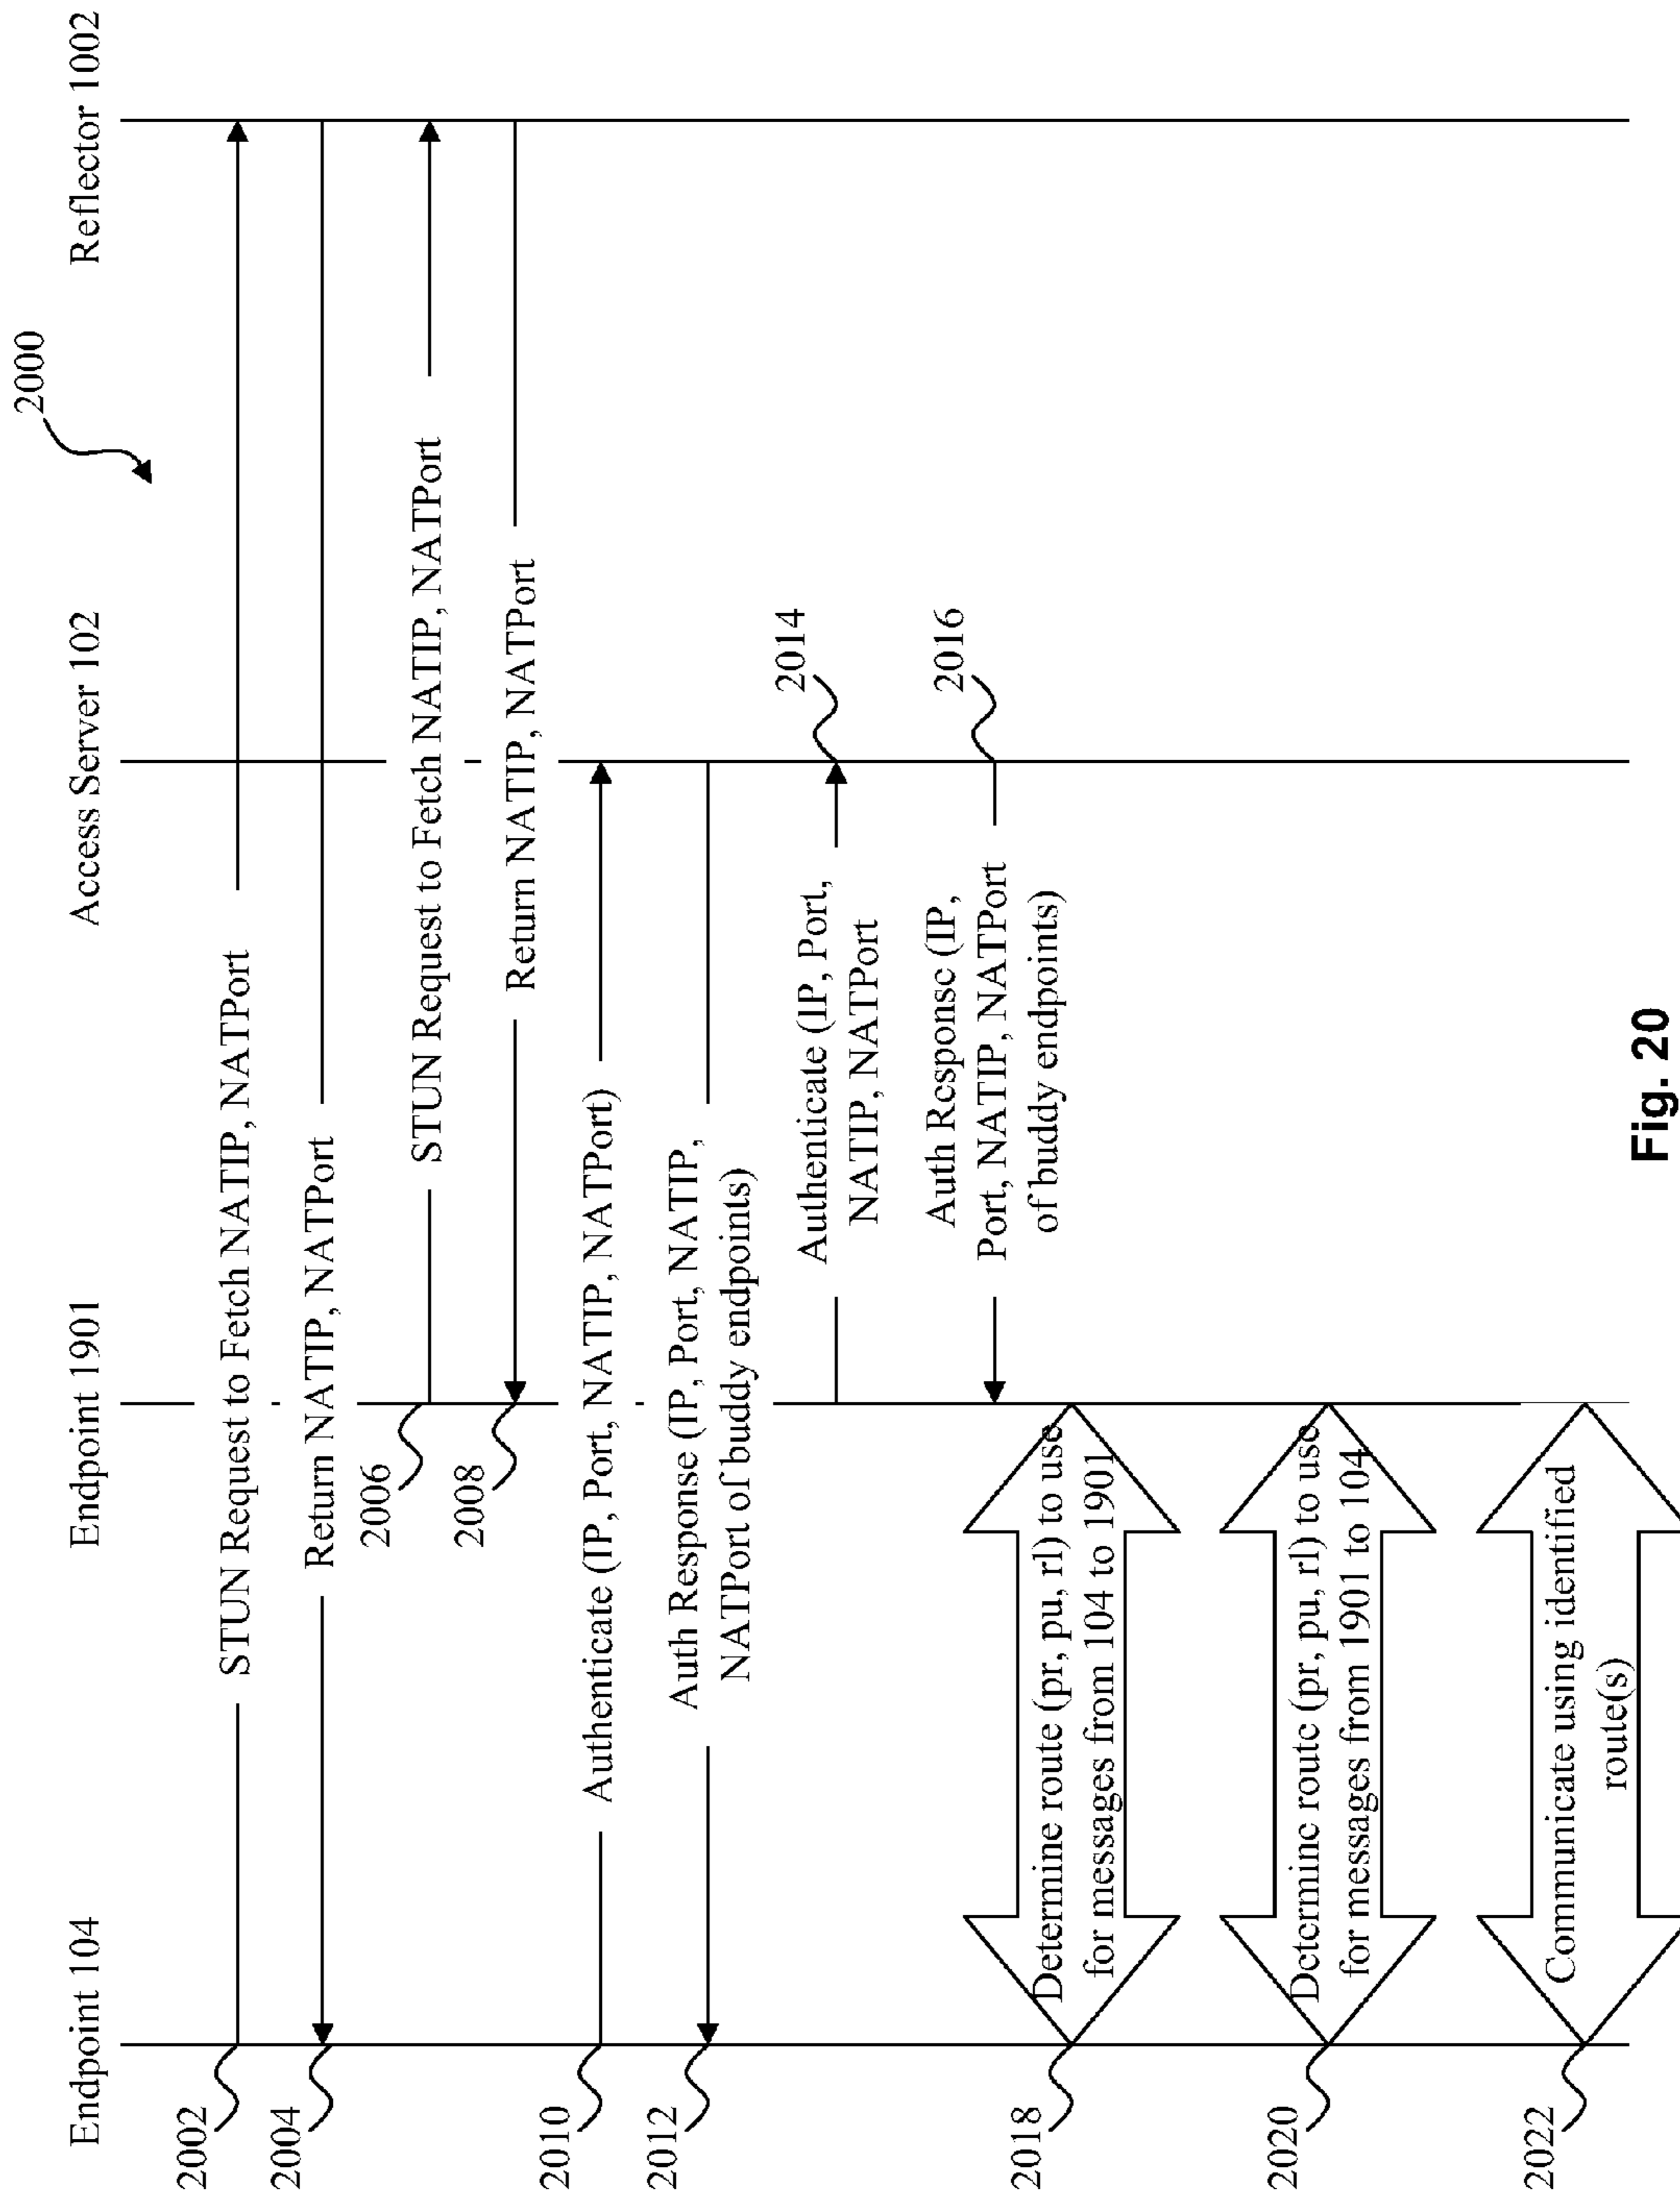 2000
Endpoint 104
Endpoint 1901
Access Server 102
Reflector 1002
2002
STUN Request to Fetch NATIP, NATPort
2004
Return NATIP, NATPort
2006
STUN Request to Fetch NATIP, NATPort
2008
Return NATIP, NATPort
2010
Authenticate (IP, Port, NATIP, NATPort)
2012
Auth Response (IP, Port, NATIP,
NATPort of buddy endpoints)
2014
Authenticate (IP, Port,
NATIP, NATPort
2016
Auth Response (IP,
Port, NATIP, NATPort
of buddy endpoints)
2018
Determine route (pr, pu, rl) to use
for messages from 104 to 1901
2020
Determine route (pr, pu, rl) to use
for messages from 1901 to 104
2022
Communicate using identified
route(s)
Fig. 20